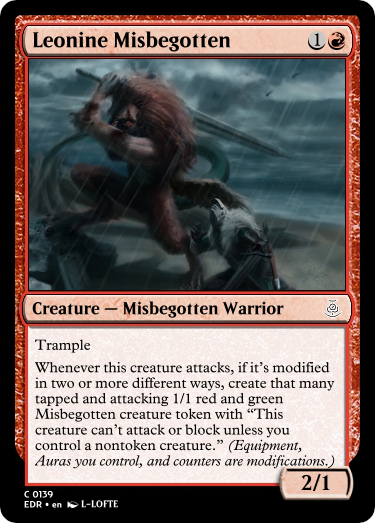 Leonine Misbegotten 1
Creature — Misbegotten Warrior
Trample
Whenever this creature attacks, if it's modified
in two or more different ways, create that many
tapped and attacking 1/1 red and green
Misbegotten creature token with “This
creature can't attack or block unless you
control a nontoken creature.” (Equipment,
Auras you control, and counters are modifications.)
2/1
C 0139
EDR • en L-LOFTE